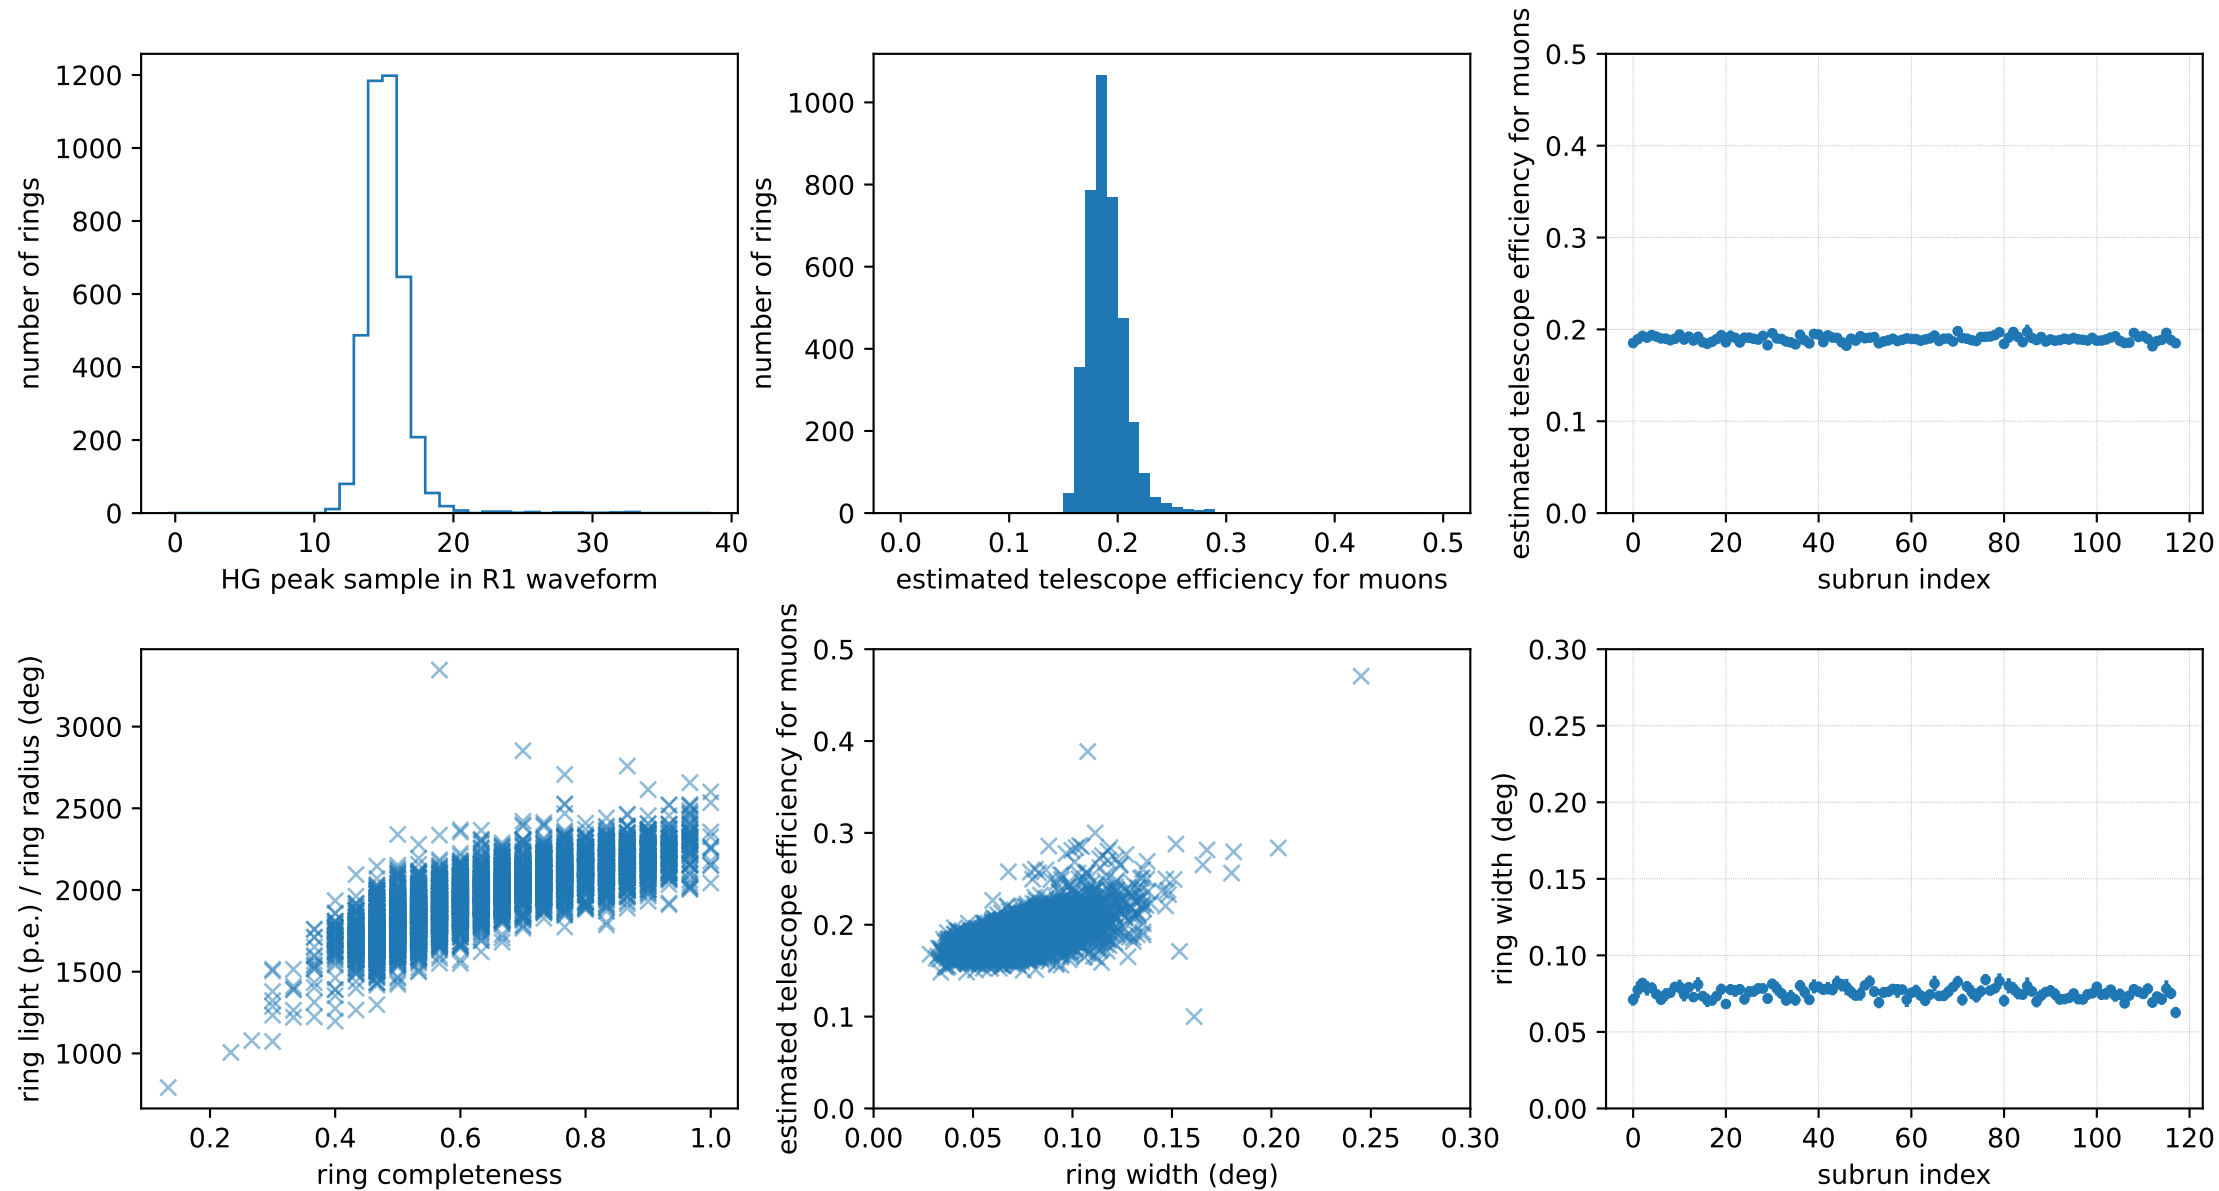 number of rings
1200
1000
800
600
400
200
0
0 10 20 30 40
HG peak sample in R1 waveform
number of rings
1000
800
600
400
200
0
0.0 0.1 0.2 0.3 0.4 0.5
estimated telescope efficiency for muons
estimated telescope efficiency for muons
0.5
0.4
0.3
0.2
0.1
0.0
0 20 40 60 80 100 120
subrun index
ring light (p.e.) / ring radius (deg)
3000
2500
2000
1500
1000
0.2 0.4 0.6 0.8 1.0
ring completeness
estimated telescope efficiency for muons
0.5
0.4
0.3
0.2
0.1
0.0
0.00 0.05 0.10 0.15 0.20 0.25 0.30
ring width (deg)
ring width (deg)
0.30
0.25
0.20
0.15
0.10
0.05
0.00
0 20 40 60 80 100 120
subrun index